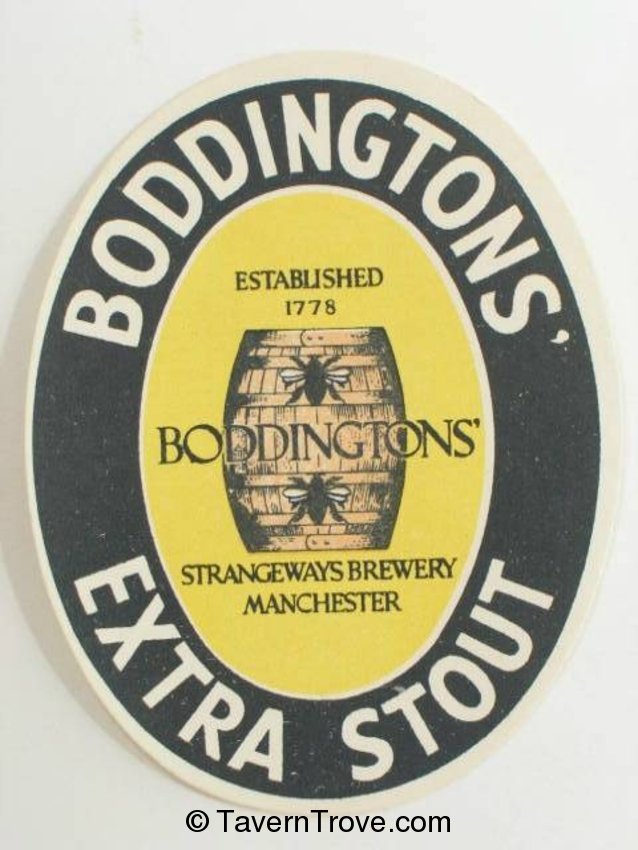 BODDINGTONS'
ESTABLISHED
1778
BODDINGTONS'
STRANGEWAYS BREWERY
MANCHESTER
EXTRA STOUT
© TavernTrove.com